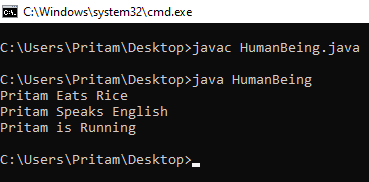 C:\Windows\system32\cmd.exe
C:\Users\Pritam\Desktop>javac HumanBeing.java
C:\Users\Pritam\Desktop>java HumanBeing
Pritam Eats Rice
Pritam Speaks English
Pritam is Running
C:\Users\Pritam\Desktop>